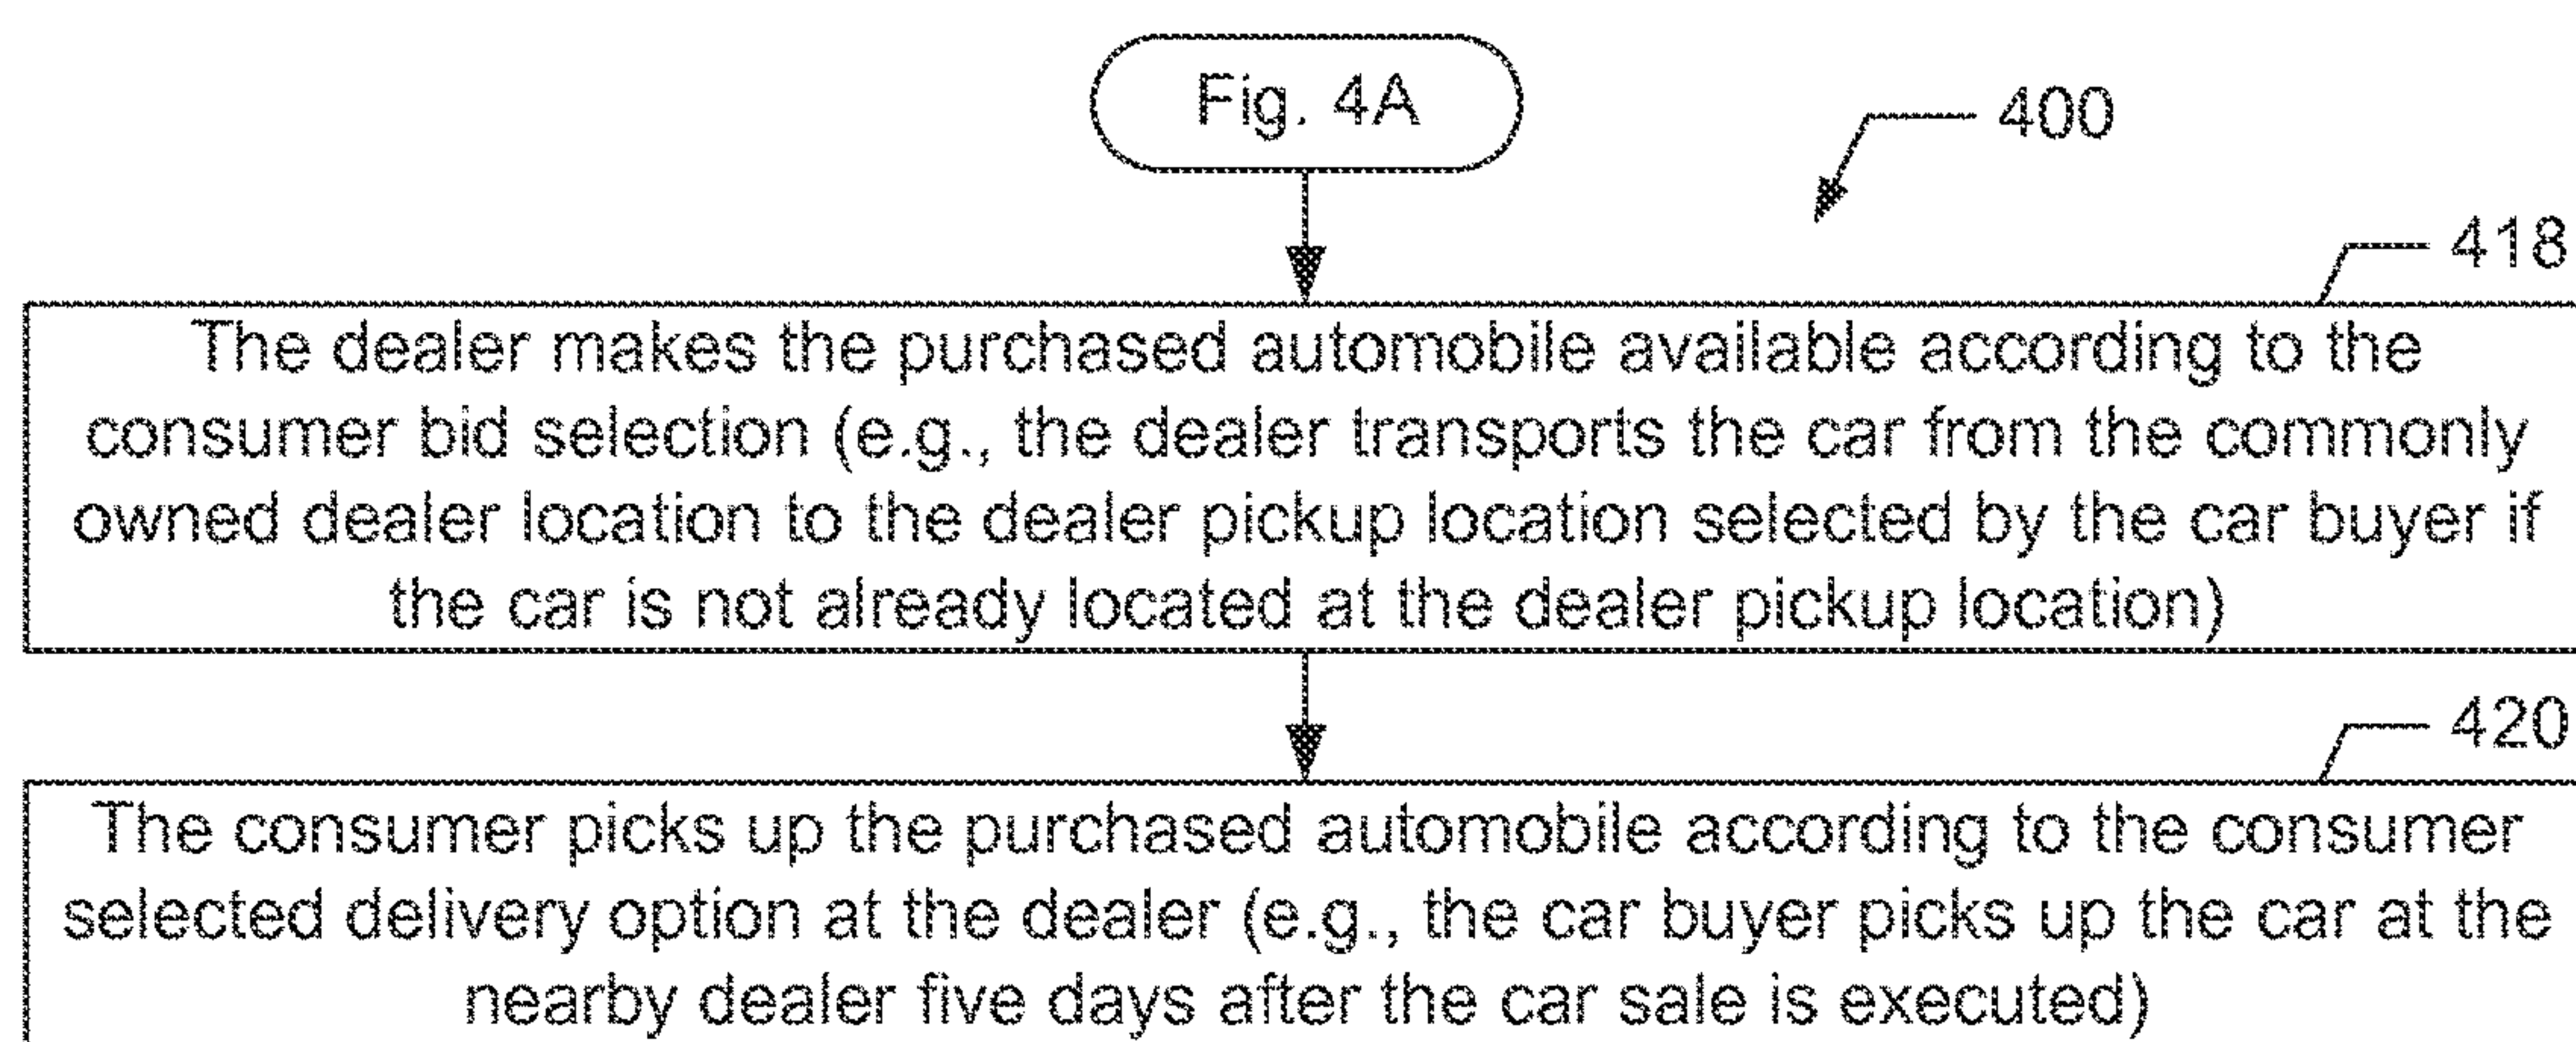 Fig. 4A
400
418
The dealer makes the purchased automobile available according to the
consumer bid selection (e.g., the dealer transports the car from the commonly
owned dealer location to the dealer pickup location selected by the car buyer if
the car is not already located at the dealer pickup location)
420
The consumer picks up the purchased automobile according to the consumer
selected delivery option at the dealer (e.g., the car buyer picks up the car at the
nearby dealer five days after the car sale is executed)